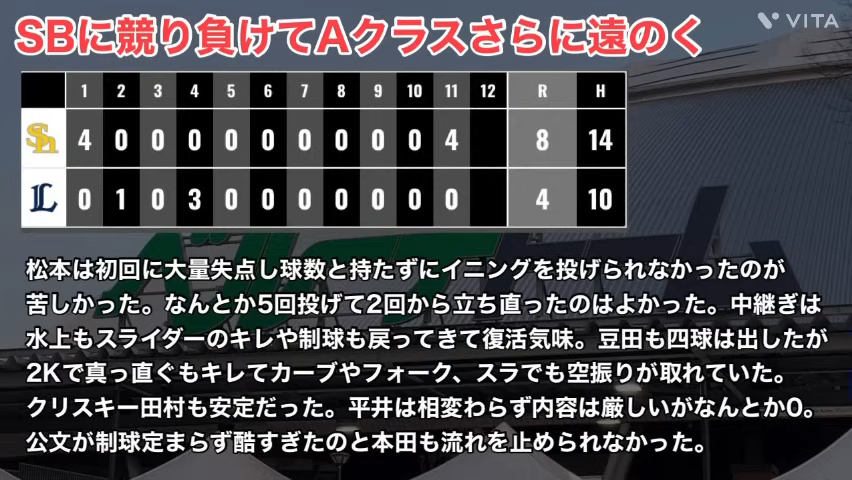 SBに競り負けてAクラスさらに遠のく
VITA
1 2 3 4 5 6 7 8 9 10 11 12 R H
Sh 4 0 0 0 0 0 0 0 0 0 4 8 14
L 0 1 0 3 0 0 0 0 0 0 0 4 10
松本は初回に大量失点し球数と持たずにイニングを投げられなかったのが
苦しかった。なんとか5回投げて2回から立ち直ったのはよかった。中継ぎは
水上もスライダーのキレや制球も戻ってきて復活気味。豆田も四球は出したが
2Kで真っ直ぐもキレてカーブやフォーク、スラでも空振りが取れていた。
クリスキー田村も安定だった。平井は相変わらず内容は厳しいがなんとか0。
公文が制球定まらず酷すぎたのと本田も流れを止められなかった。